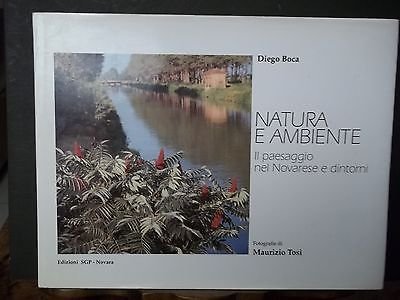 Diego Boca
NATURA
E AMBIENTE
Il paesaggio
nel Novarese e dintorni
Fotografie di
Maurizio Tosi
Edizioni SGP - Novara